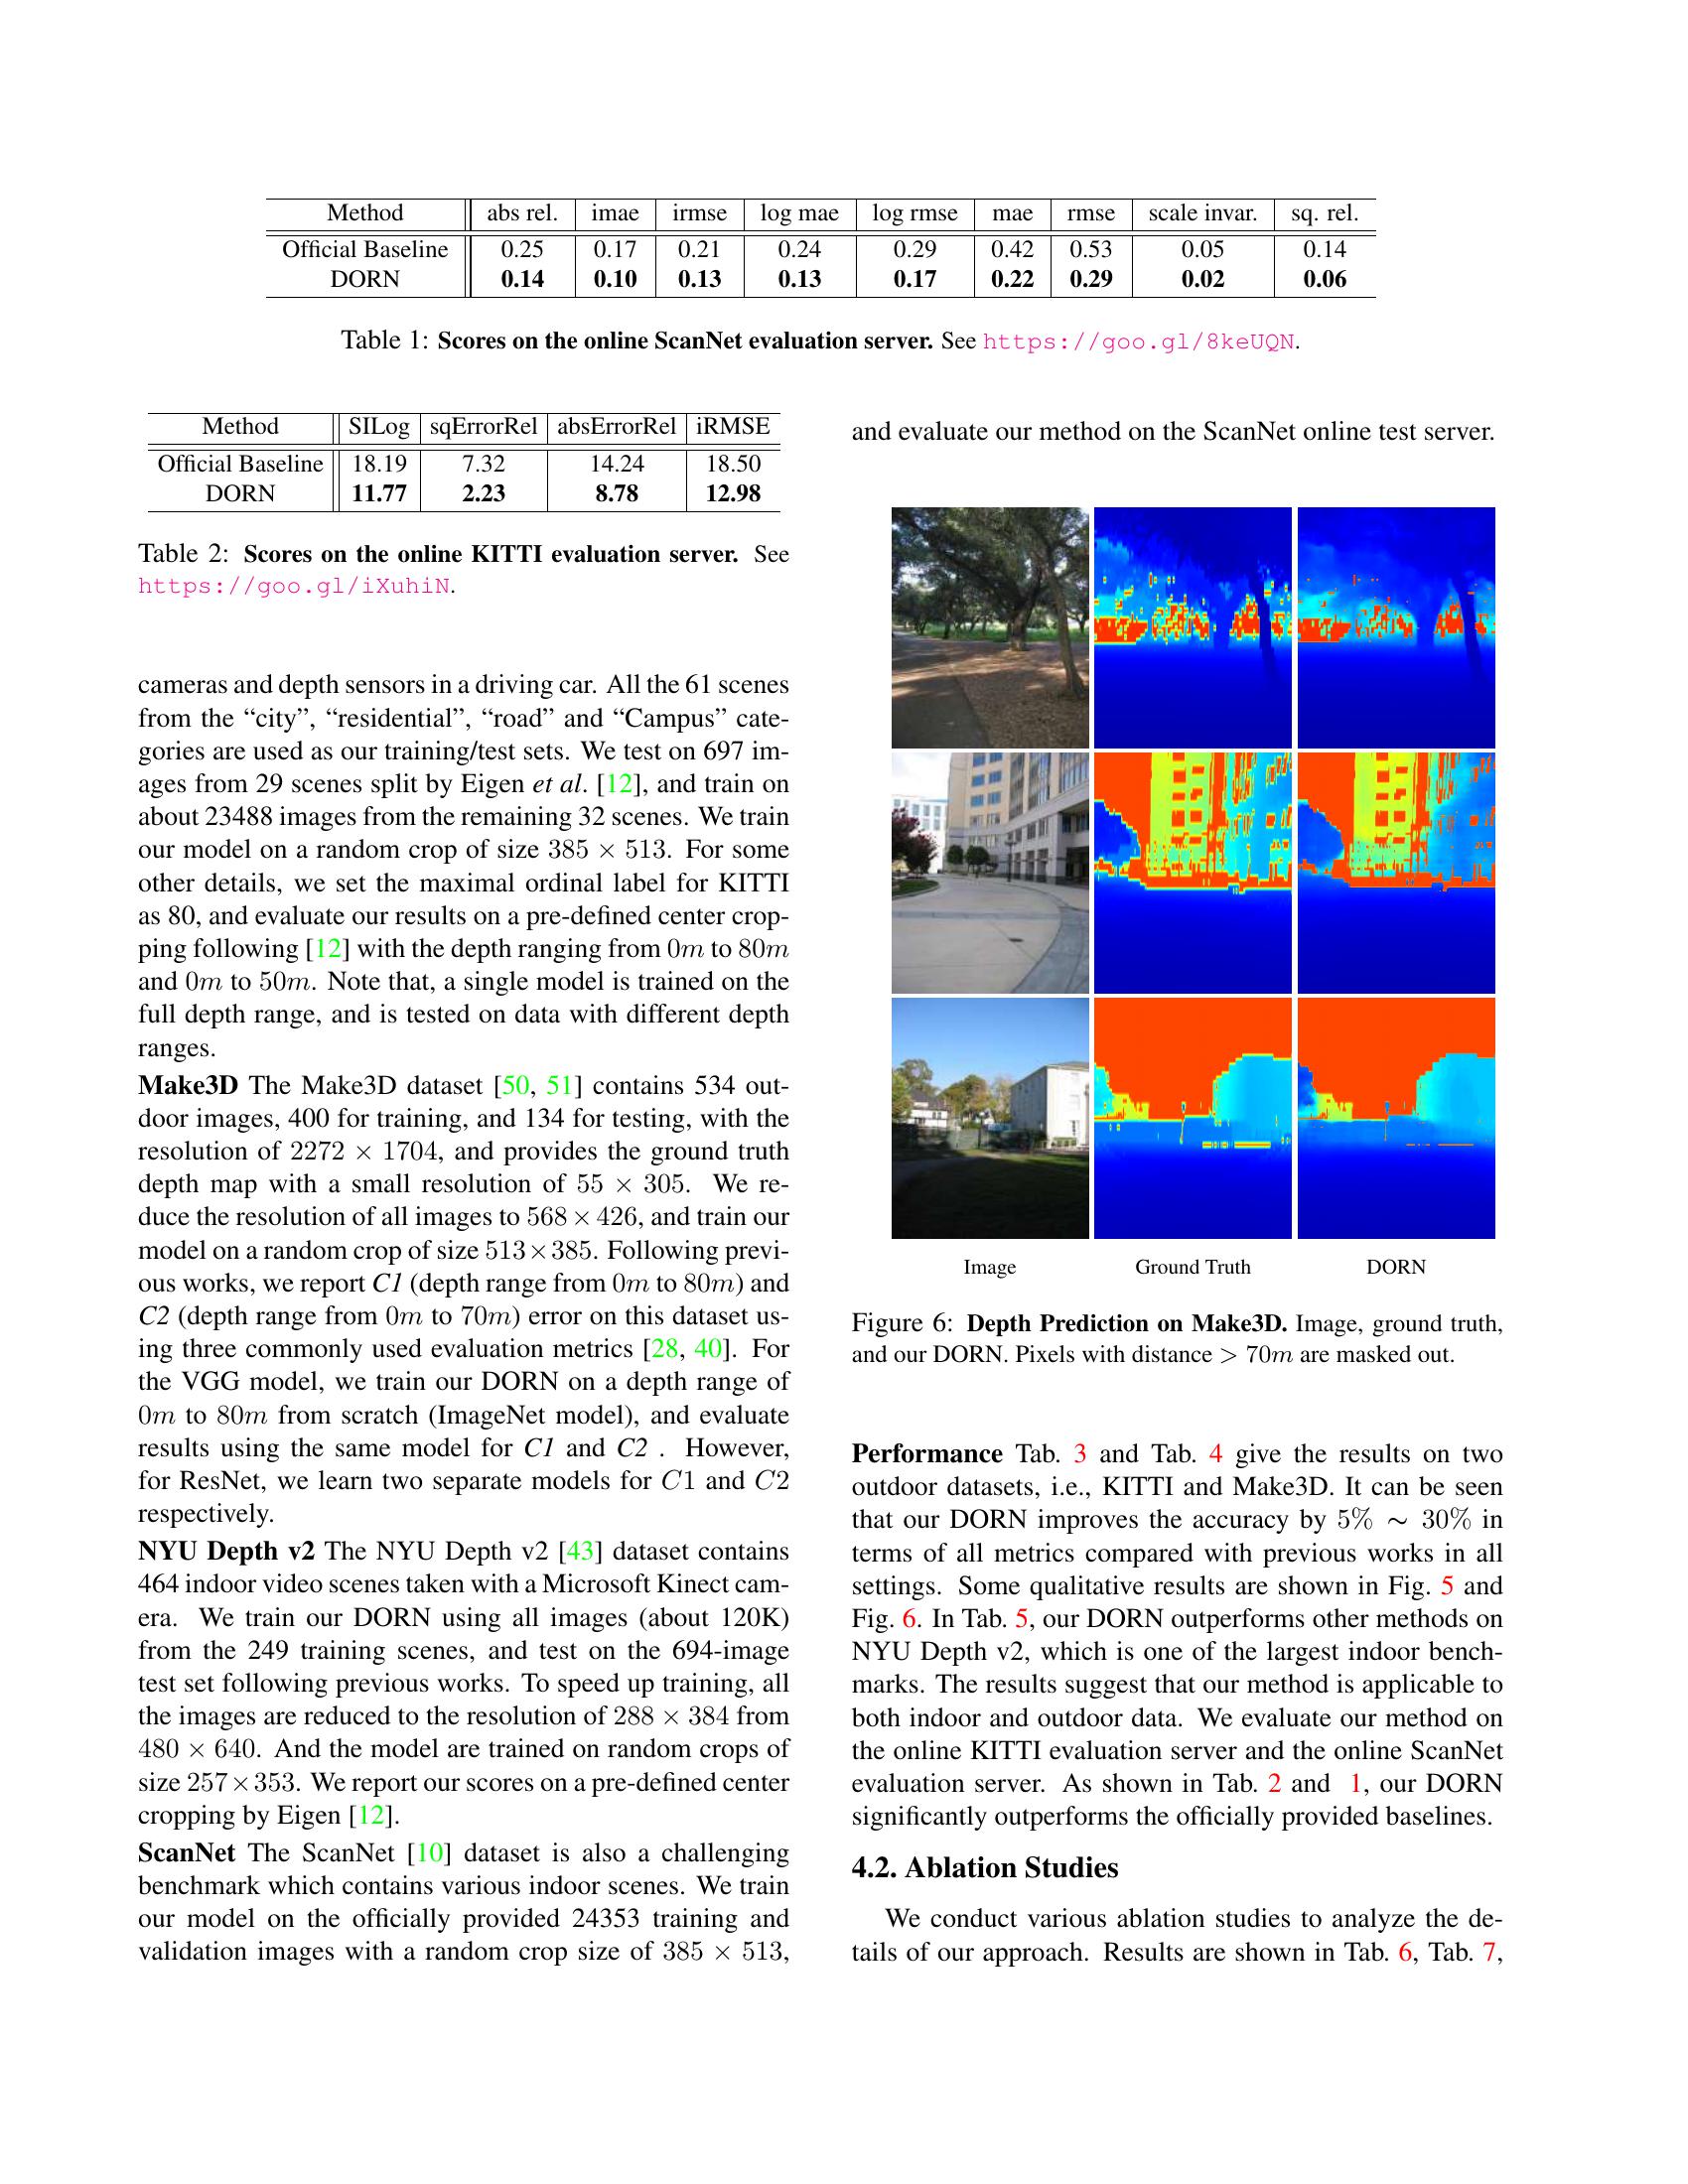 Method abs rel. imae irmse log mae log rmse mae rmse scale invar. sq. rel.
Official Baseline 0.25 0.17 0.21 0.24 0.29 0.42 0.53 0.05 0.14
DORN 0.14 0.10 0.13 0.13 0.17 0.22 0.29 0.02 0.06
Table 1: Scores on the online ScanNet evaluation server. See https://goo.gl/8keUQN.
Method SILog sqErrorRel absErrorRel iRMSE
Official Baseline 18.19 7.32 14.24 18.50
DORN 11.77 2.23 8.78 12.98
Table 2: Scores on the online KITTI evaluation server. See
https://goo.gl/iXuhiN.
cameras and depth sensors in a driving car. All the 61 scenes
from the “city”, “residential”, “road” and “Campus” cate-
gories are used as our training/test sets. We test on 697 im-
ages from 29 scenes split by Eigen et al. [12], and train on
about 23488 images from the remaining 32 scenes. We train
our model on a random crop of size 385 × 513. For some
other details, we set the maximal ordinal label for KITTI
as 80, and evaluate our results on a pre-defined center crop-
ping following [12] with the depth ranging from 0m to 80m
and 0m to 50m. Note that, a single model is trained on the
full depth range, and is tested on data with different depth
ranges.
Make3D The Make3D dataset [50, 51] contains 534 out-
door images, 400 for training, and 134 for testing, with the
resolution of 2272 × 1704, and provides the ground truth
depth map with a small resolution of 55 × 305. We re-
duce the resolution of all images to 568 × 426, and train our
model on a random crop of size 513×385. Following previ-
ous works, we report C1 (depth range from 0m to 80m) and
C2 (depth range from 0m to 70m) error on this dataset us-
ing three commonly used evaluation metrics [28, 40]. For
the VGG model, we train our DORN on a depth range of
0m to 80m from scratch (ImageNet model), and evaluate
results using the same model for C1 and C2 . However,
for ResNet, we learn two separate models for C1 and C2
respectively.
NYU Depth v2 The NYU Depth v2 [43] dataset contains
464 indoor video scenes taken with a Microsoft Kinect cam-
era. We train our DORN using all images (about 120K)
from the 249 training scenes, and test on the 694-image
test set following previous works. To speed up training, all
the images are reduced to the resolution of 288 × 384 from
480 × 640. And the model are trained on random crops of
size 257×353. We report our scores on a pre-defined center
cropping by Eigen [12].
ScanNet The ScanNet [10] dataset is also a challenging
benchmark which contains various indoor scenes. We train
our model on the officially provided 24353 training and
validation images with a random crop size of 385 × 513,
and evaluate our method on the ScanNet online test server.
Image Ground Truth DORN
Figure 6: Depth Prediction on Make3D. Image, ground truth,
and our DORN. Pixels with distance > 70m are masked out.
Performance Tab. 3 and Tab. 4 give the results on two
outdoor datasets, i.e., KITTI and Make3D. It can be seen
that our DORN improves the accuracy by 5% ∼ 30% in
terms of all metrics compared with previous works in all
settings. Some qualitative results are shown in Fig. 5 and
Fig. 6. In Tab. 5, our DORN outperforms other methods on
NYU Depth v2, which is one of the largest indoor bench-
marks. The results suggest that our method is applicable to
both indoor and outdoor data. We evaluate our method on
the online KITTI evaluation server and the online ScanNet
evaluation server. As shown in Tab. 2 and 1, our DORN
significantly outperforms the officially provided baselines.
4.2. Ablation Studies
We conduct various ablation studies to analyze the de-
tails of our approach. Results are shown in Tab. 6, Tab. 7,